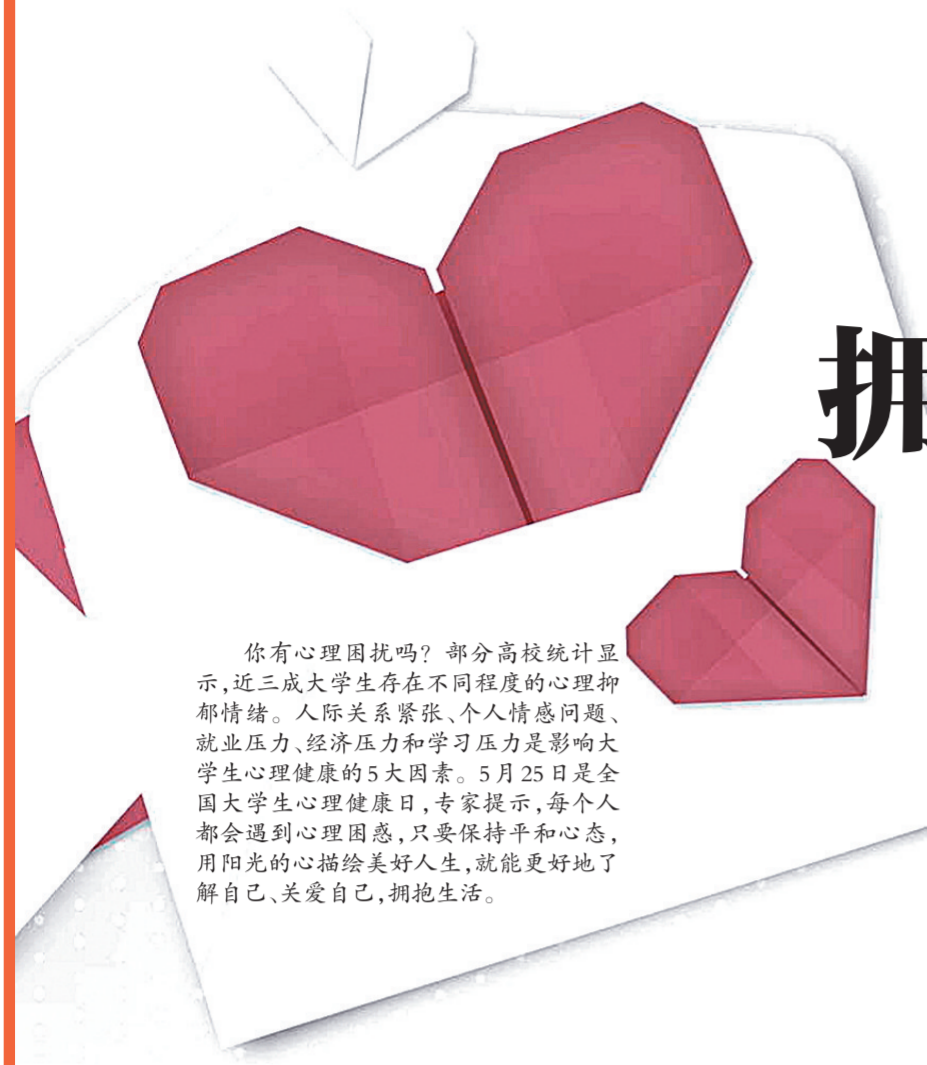 拥
你有心理困扰吗？部分高校统计显
示,近三成大学生存在不同程度的心理抑
郁情绪。人际关系紧张、个人情感问题、
就业压力、经济压力和学习压力是影响大
学生心理健康的5大因素。5月25日是全
国大学生心理健康日,专家提示,每个人
都会遇到心理困惑,只要保持平和心态,
用阳光的心描绘美好人生,就能更好地了
解自己、关爱自己,拥抱生活。